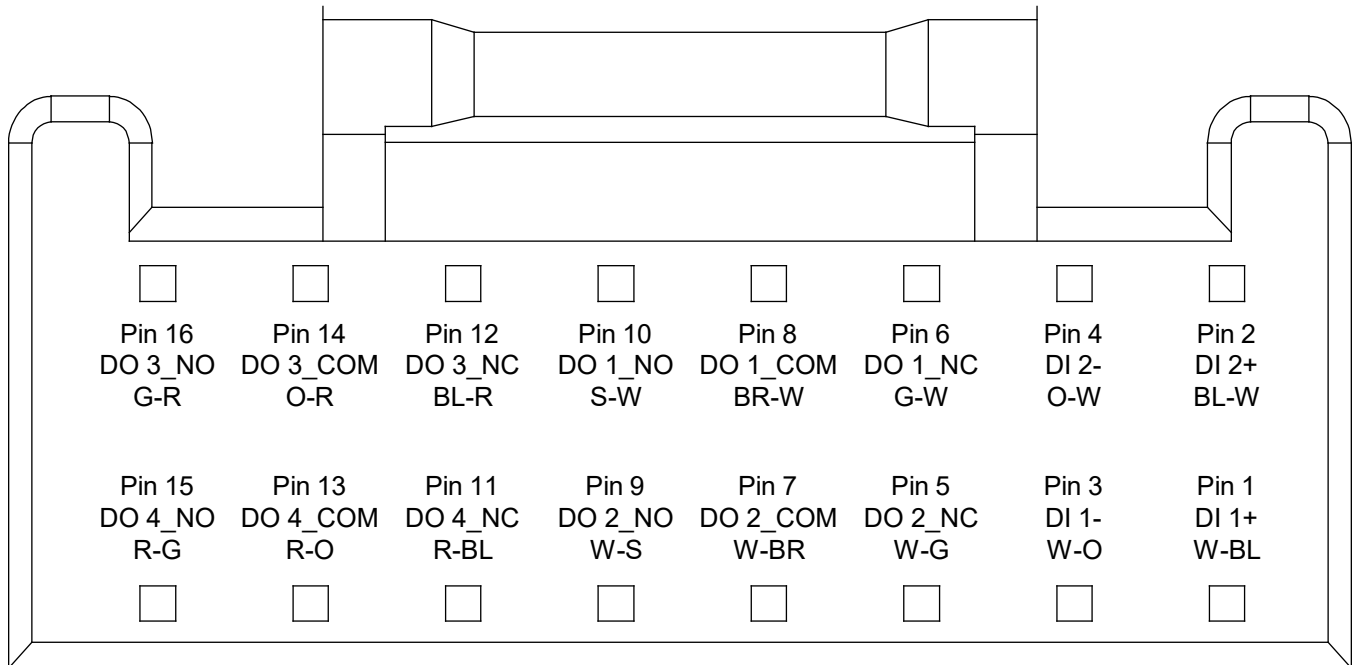 Pin 16 Pin 14 Pin 12 Pin 10 Pin 8 Pin 6 Pin 4 Pin 2
DO 3_NO DO 3_COM DO 3_NC DO 1_NO DO 1_COM DO 1_NC DI 2- DI 2+
G-R O-R BL-R S-W BR-W G-W O-W BL-W
Pin 15 Pin 13 Pin 11 Pin 9 Pin 7 Pin 5 Pin 3 Pin 1
DO 4_NO DO 4_COM DO 4_NC DO 2_NO DO 2_COM DO 2_NC DI 1- DI 1+
R-G R-O R-BL W-S W-BR W-G W-O W-BL